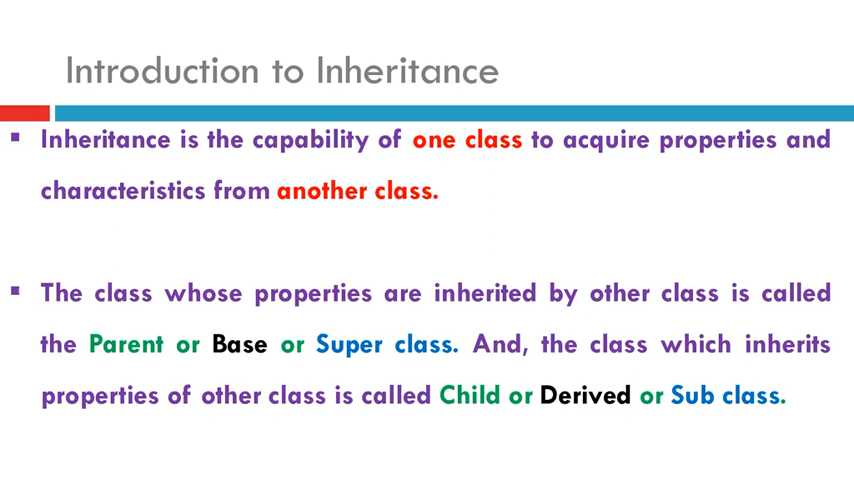 Introduction to Inheritance
▪ Inheritance is the capability of one class to acquire properties and
characteristics from another class.
▪ The class whose properties are inherited by other class is called
the Parent or Base or Super class. And, the class which inherits
properties of other class is called Child or Derived or Sub class.